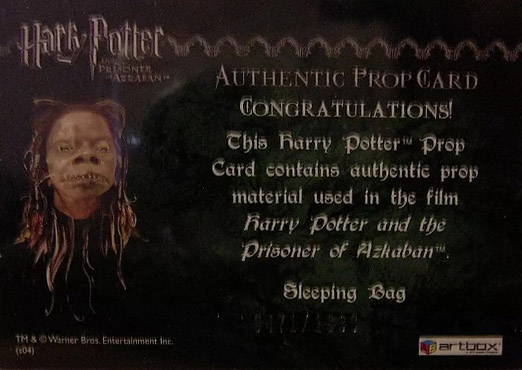 Harry Potter
AND THE
PRISONER
OF AZKABAN™
AUTHENTIC PROP CARD
CONGRATULATIONS!
This Harry Potter™ Prop
Card contains authentic prop
material used in the film
Harry Potter and the
Prisoner of Azkaban™.
Sleeping Bag
TM & © Warner Bros. Entertainment Inc.
(s04)
artbox